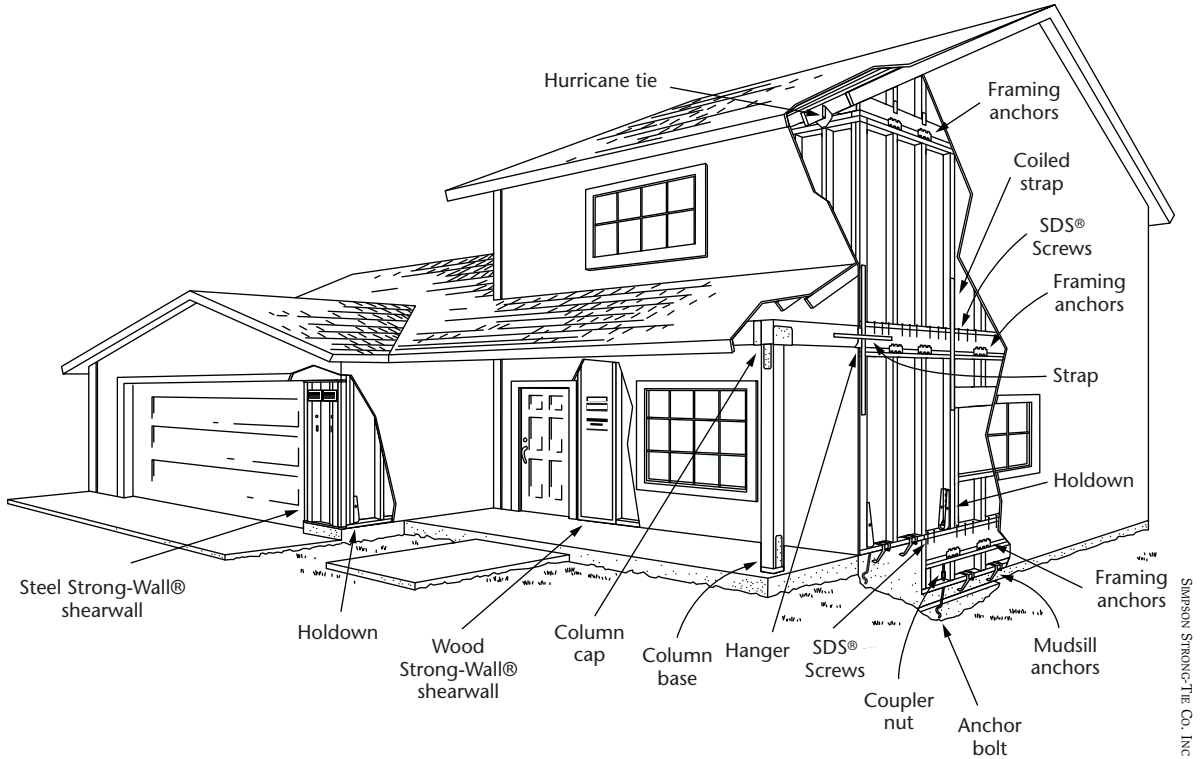 Hurricane tie
Framing
anchors
Coiled
strap
SDS®
Screws
Framing
anchors
Strap
Holdown
Framing
anchors
Mudsill
anchors
Anchor
bolt
Coupler
nut
SDS®
Screws
Hanger
Column
base
Column
cap
Wood
Strong-Wall®
shearwall
Holdown
Steel Strong-Wall®
shearwall
SIMPSON STRONG-TIE CO. INC